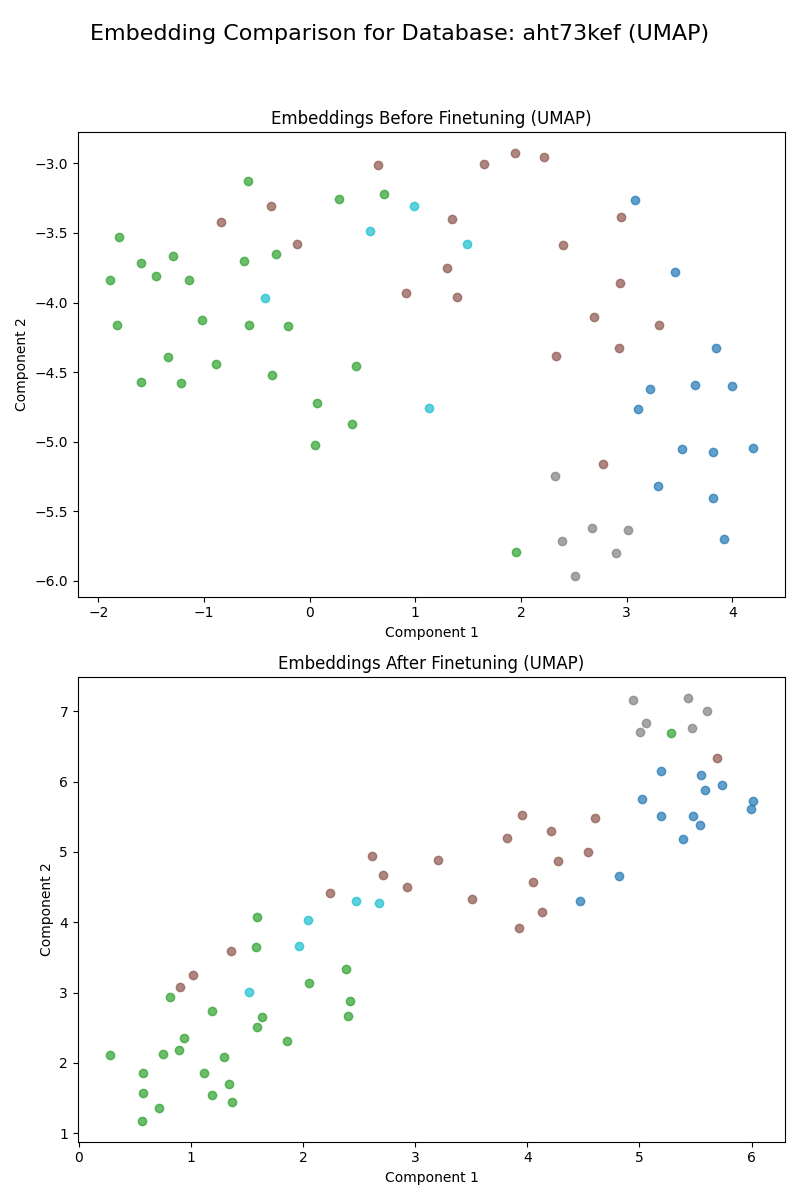 Embedding Comparison for Database: aht73kef (UMAP)
Embeddings Before Finetuning (UMAP)
Component 2
−3.0
−3.5
−4.0
−4.5
−5.0
−5.5
−6.0
−2 −1 0 1 2 3 4
Component 1
Embeddings After Finetuning (UMAP)
Component 2
7
6
5
4
3
2
1
0 1 2 3 4 5 6
Component 1